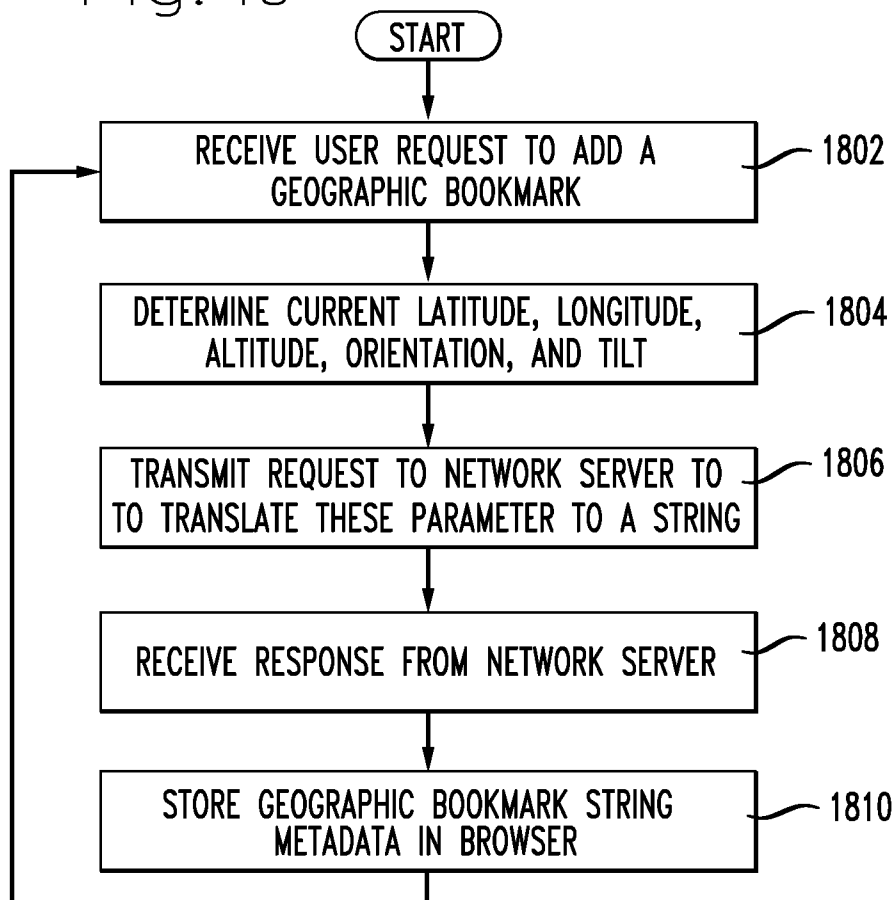 START
RECEIVE USER REQUEST TO ADD A
GEOGRAPHIC BOOKMARK
1802
DETERMINE CURRENT LATITUDE, LONGITUDE,
ALTITUDE, ORIENTATION, AND TILT
1804
TRANSMIT REQUEST TO NETWORK SERVER TO
TO TRANSLATE THESE PARAMETER TO A STRING
1806
RECEIVE RESPONSE FROM NETWORK SERVER
1808
STORE GEOGRAPHIC BOOKMARK STRING
METADADA IN BROWSER
1810